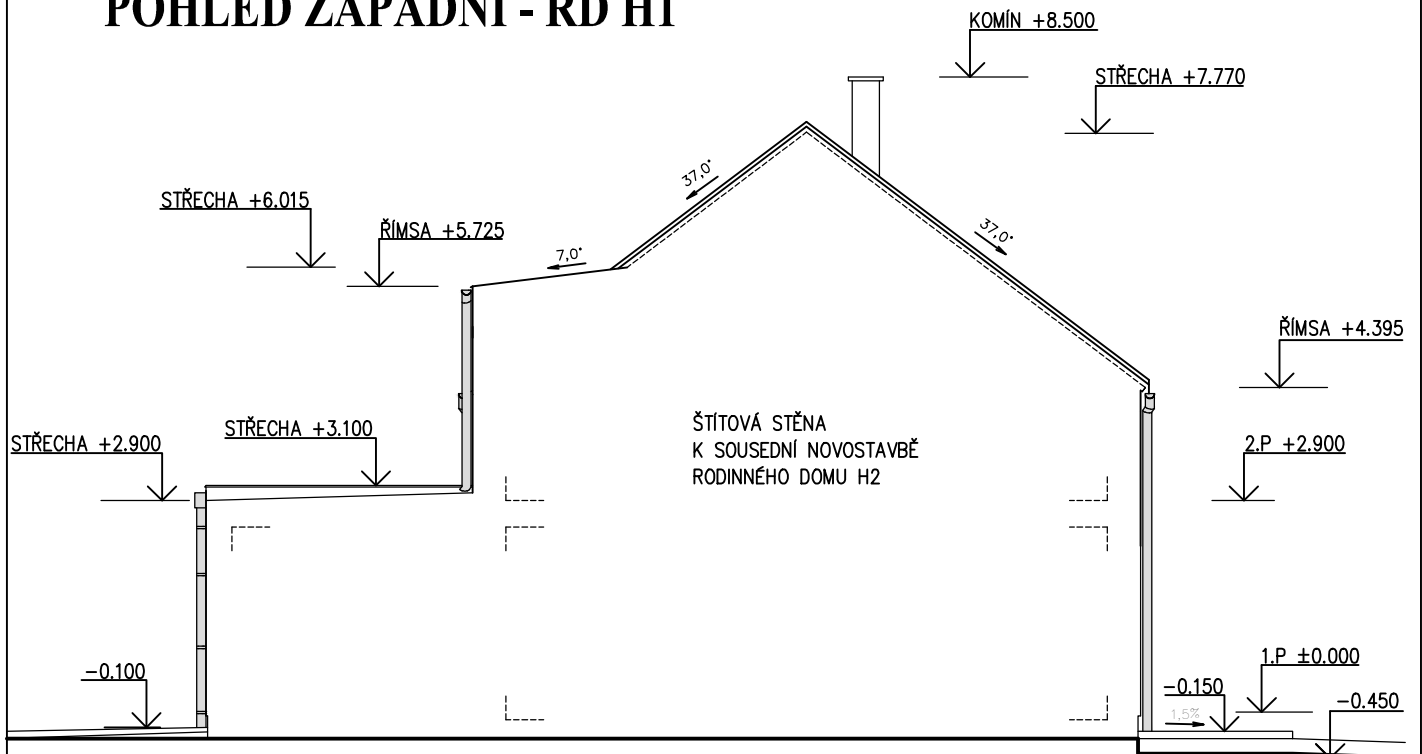 POHLED ZÁPADNÍ - RD H1
KOMÍN +8.500
STŘECHA +7.770
37,0°
STŘECHA +6.015
ŘÍMSA +5.725
37,0°
7,0°
ŘÍMSA +4.395
STŘECHA +3.100
STŘECHA +2.900
ŠTÍTOVÁ STĚNA
K SOUSEDNÍ NOVOSTAVBĚ
RODINNÉHO DOMU H2
2.P +2.900
-0.100
1.P ±0.000
-0.150
-0.450
1,5%